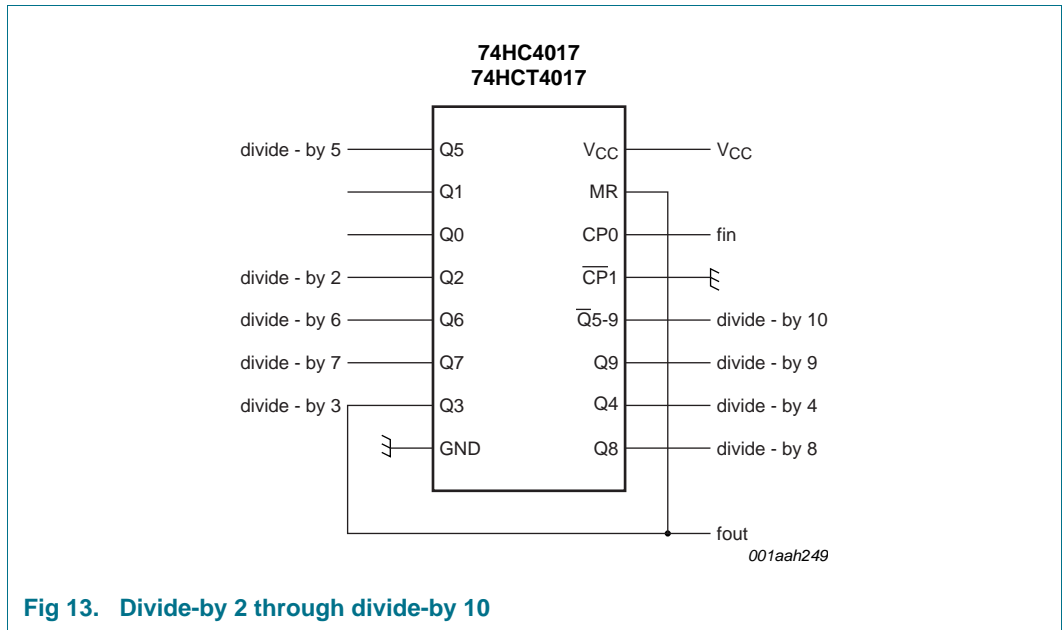 74HC4017
74HCT4017
divide - by 5
Q5
VCC
VCC
Q1
MR
Q0
CP0
fin
divide - by 2
Q2
C̅P̅1
divide - by 6
Q6
Q̅5-9
divide - by 10
divide - by 7
Q7
Q9
divide - by 9
divide - by 3
Q3
Q4
divide - by 4
GND
Q8
divide - by 8
fout
001aah249
Fig 13. Divide-by 2 through divide-by 10